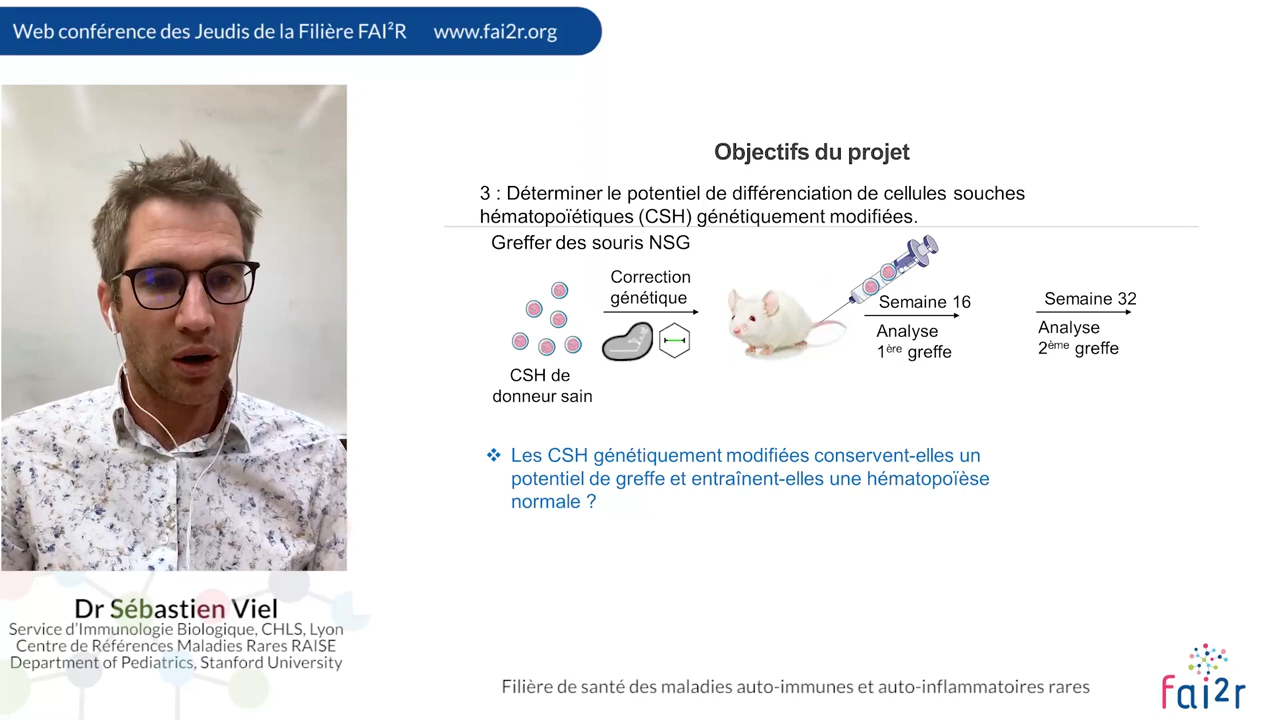 Web conférence des Jeudis de la Filière FAI²R www.fai2r.org
Objectifs du projet
3 : Déterminer le potentiel de différenciation de cellules souches
hématopoïétiques (CSH) génétiquement modifiées.
Greffer des souris NSG
Correction
génétique
CSH de
donneur sain
Semaine 16
Analyse
1ère greffe
Semaine 32
Analyse
2ème greffe
❖ Les CSH génétiquement modifiées conservent-elles un
potentiel de greffe et entraînent-elles une hématopoïèse
normale ?
Dr Sébastien Viel
Service d'Immunologie Biologique, CHLS, Lyon
Centre de Références Maladies Rares RAISE
Department of Pediatrics, Stanford University
Filière de santé des maladies auto-immunes et auto-inflammatoires rares
fai2r